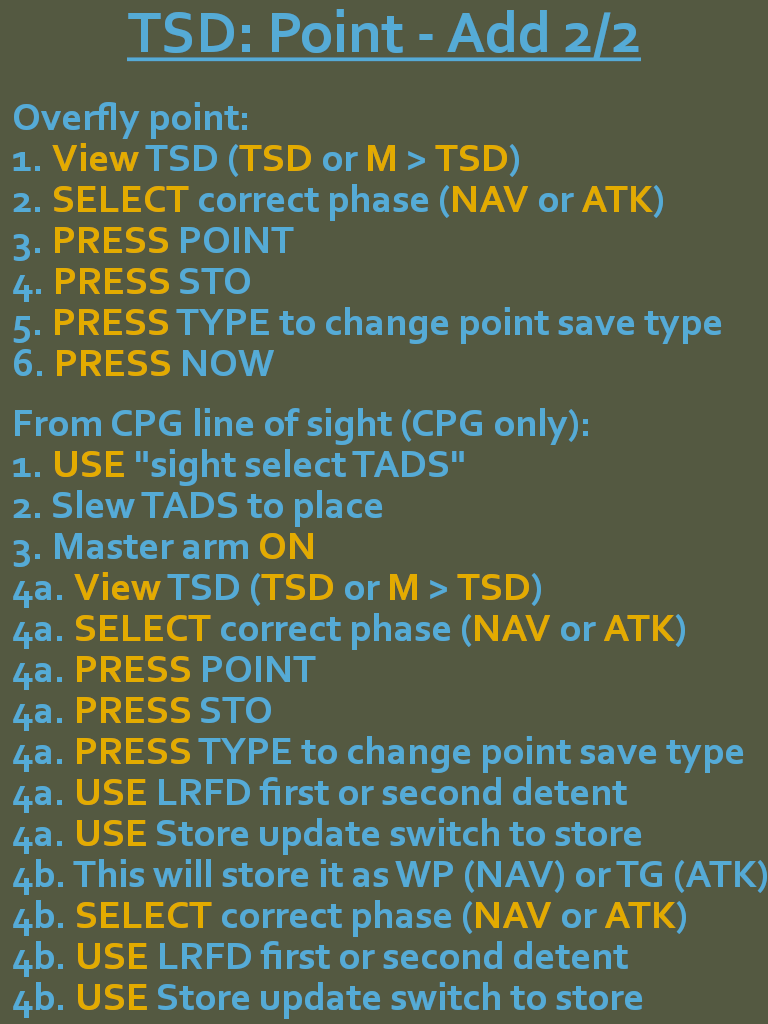 TSD: Point - Add 2/2
Overfly point:
1. View TSD (TSD or M > TSD)
2. SELECT correct phase (NAV or ATK)
3. PRESS POINT
4. PRESS STO
5. PRESS TYPE to change point save type
6. PRESS NOW
From CPG line of sight (CPG only):
1. USE "sight select TADS"
2. Slew TADS to place
3. Master arm ON
4a. View TSD (TSD or M > TSD)
4a. SELECT correct phase (NAV or ATK)
4a. PRESS POINT
4a. PRESS STO
4a. PRESS TYPE to change point save type
4a. USE LRFD first or second detent
4a. USE Store update switch to store
4b. This will store it as WP (NAV) or TG (ATK)
4b. SELECT correct phase (NAV or ATK)
4b. USE LRFD first or second detent
4b. USE Store update switch to store